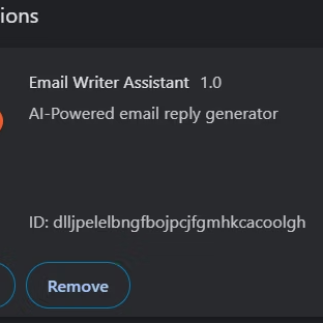 ions
Email Writer Assistant 1.0
AI-Powered email reply generator
ID: dlljpelelbngfbojpcjfgmhkcacoolgh
Remove